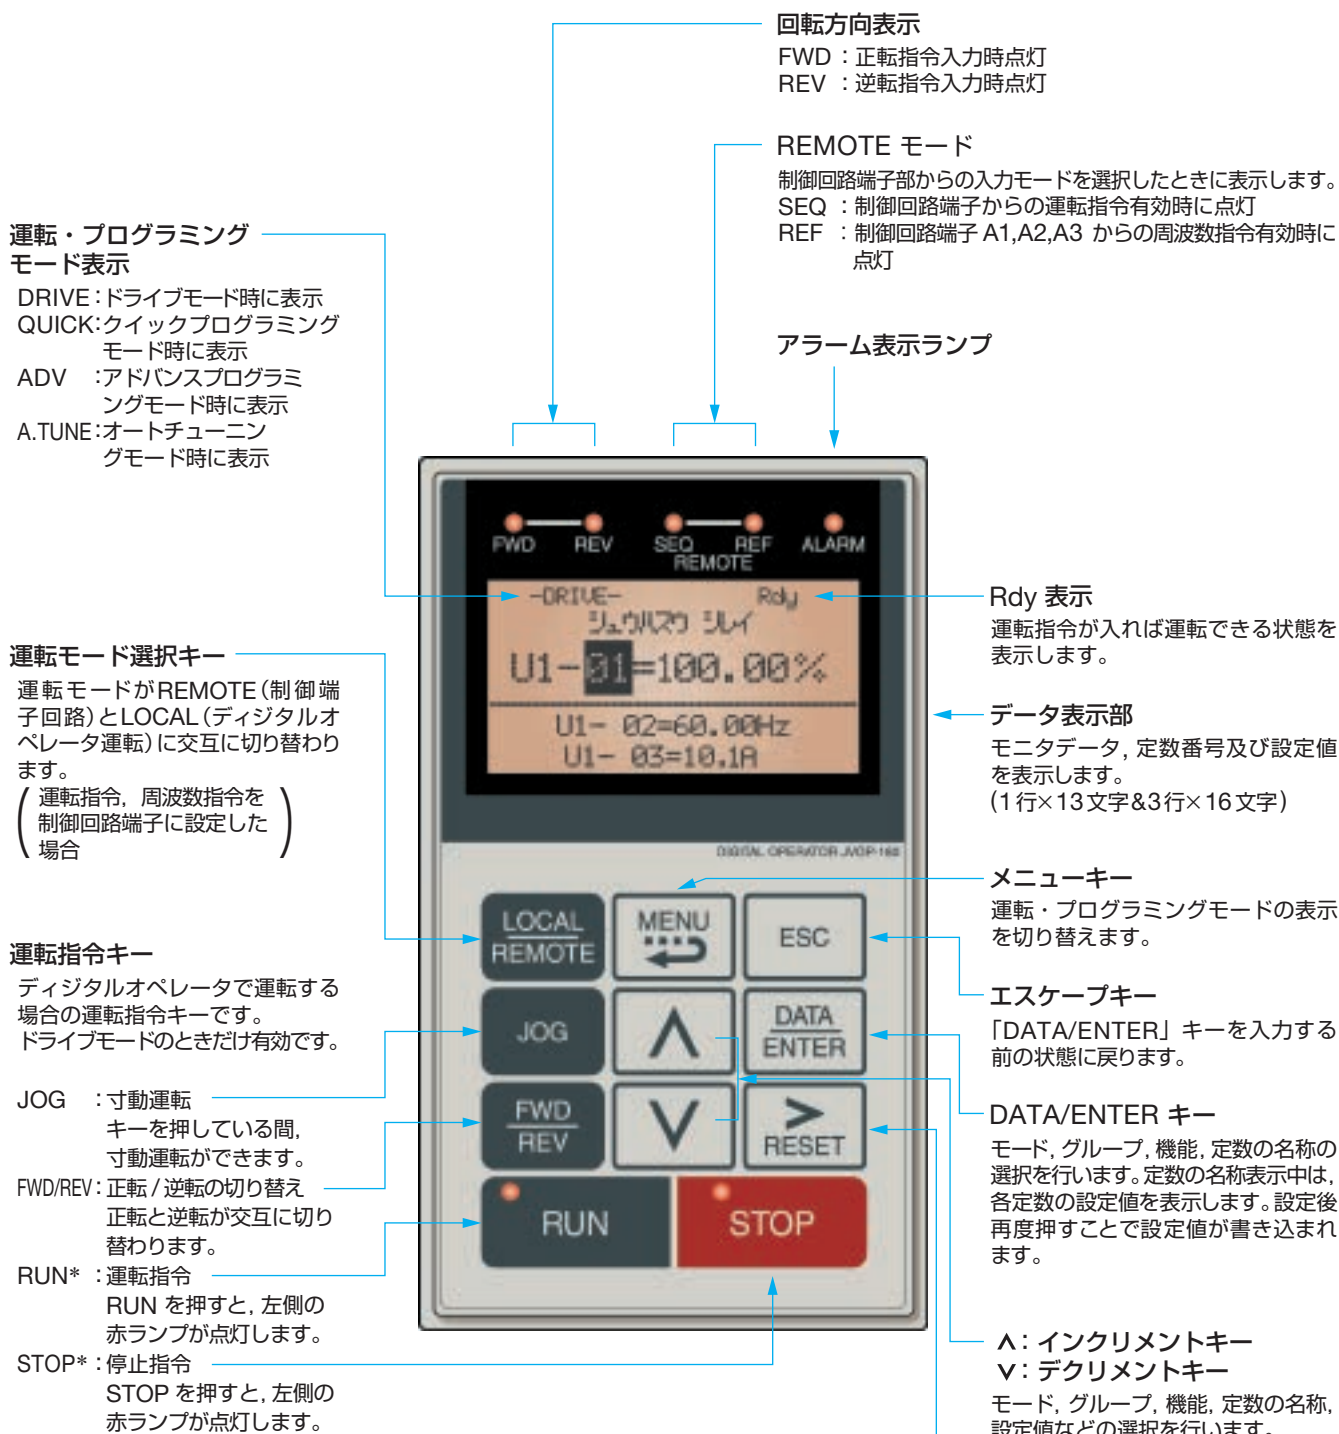 回転方向表示
FWD：正転指令入力時点灯
REV：逆転指令入力時点灯
REMOTE モード
制御回路端子部からの入力モードを選択したときに表示します。
SEQ：制御回路端子からの運転指令有効時に点灯
REF：制御回路端子 A1,A2,A3 からの周波数指令有効時に
点灯
アラーム表示ランプ
運転・プログラミング
モード表示
DRIVE：ドライブモード時に表示
QUICK：クイックプログラミング
モード時に表示
ADV：アドバンスプログラミ
ングモード時に表示
A.TUNE：オートチューニン
グモード時に表示
運転モード選択キー
運転モードがREMOTE（制御端
子回路）とLOCAL（ディジタルオ
ペレータ運転）に交互に切り替わり
ます。
（運転指令，周波数指令を
制御回路端子に設定した
場合）
運転指令キー
ディジタルオペレータで運転する
場合の運転指令キーです。
ドライブモードのときだけ有効です。
JOG：寸動運転
キーを押している間，
寸動運転ができます。
FWD/REV：正転 / 逆転の切り替え
正転と逆転が交互に切り
替わります。
RUN*：運転指令
RUN を押すと，左側の
赤ランプが点灯します。
STOP*：停止指令
STOP を押すと，左側の
赤ランプが点灯します。
FWD REV SEQ REF ALARM
REMOTE
-DRIVE- Rdy
シュウハスウ シレイ
U1-01=100.00%
U1- 02=60.00Hz
U1- 03=10.1A
DIGITAL OPERATOR JVOP-160
LOCAL
REMOTE
MENU
ESC
JOG
∧
DATA
ENTER
FWD
REV
∨
>
RESET
RUN
STOP
Rdy 表示
運転指令が入れば運転できる状態を
表示します。
データ表示部
モニタデータ，定数番号及び設定値
を表示します。
（1 行×13 文字&3行×16 文字）
メニューキー
運転・プログラミングモードの表示
を切り替えます。
エスケープキー
「DATA/ENTER」キーを入力する
前の状態に戻ります。
DATA/ENTER キー
モード，グループ，機能，定数の名称の
選択を行います。定数の名称表示中は，
各定数の設定値を表示します。設定後
再度押すことで設定値が書き込まれ
ます。
∧：インクリメントキー
∨：デクリメントキー
モード，グループ，機能，定数の名称，
設定値などの選択を行います。